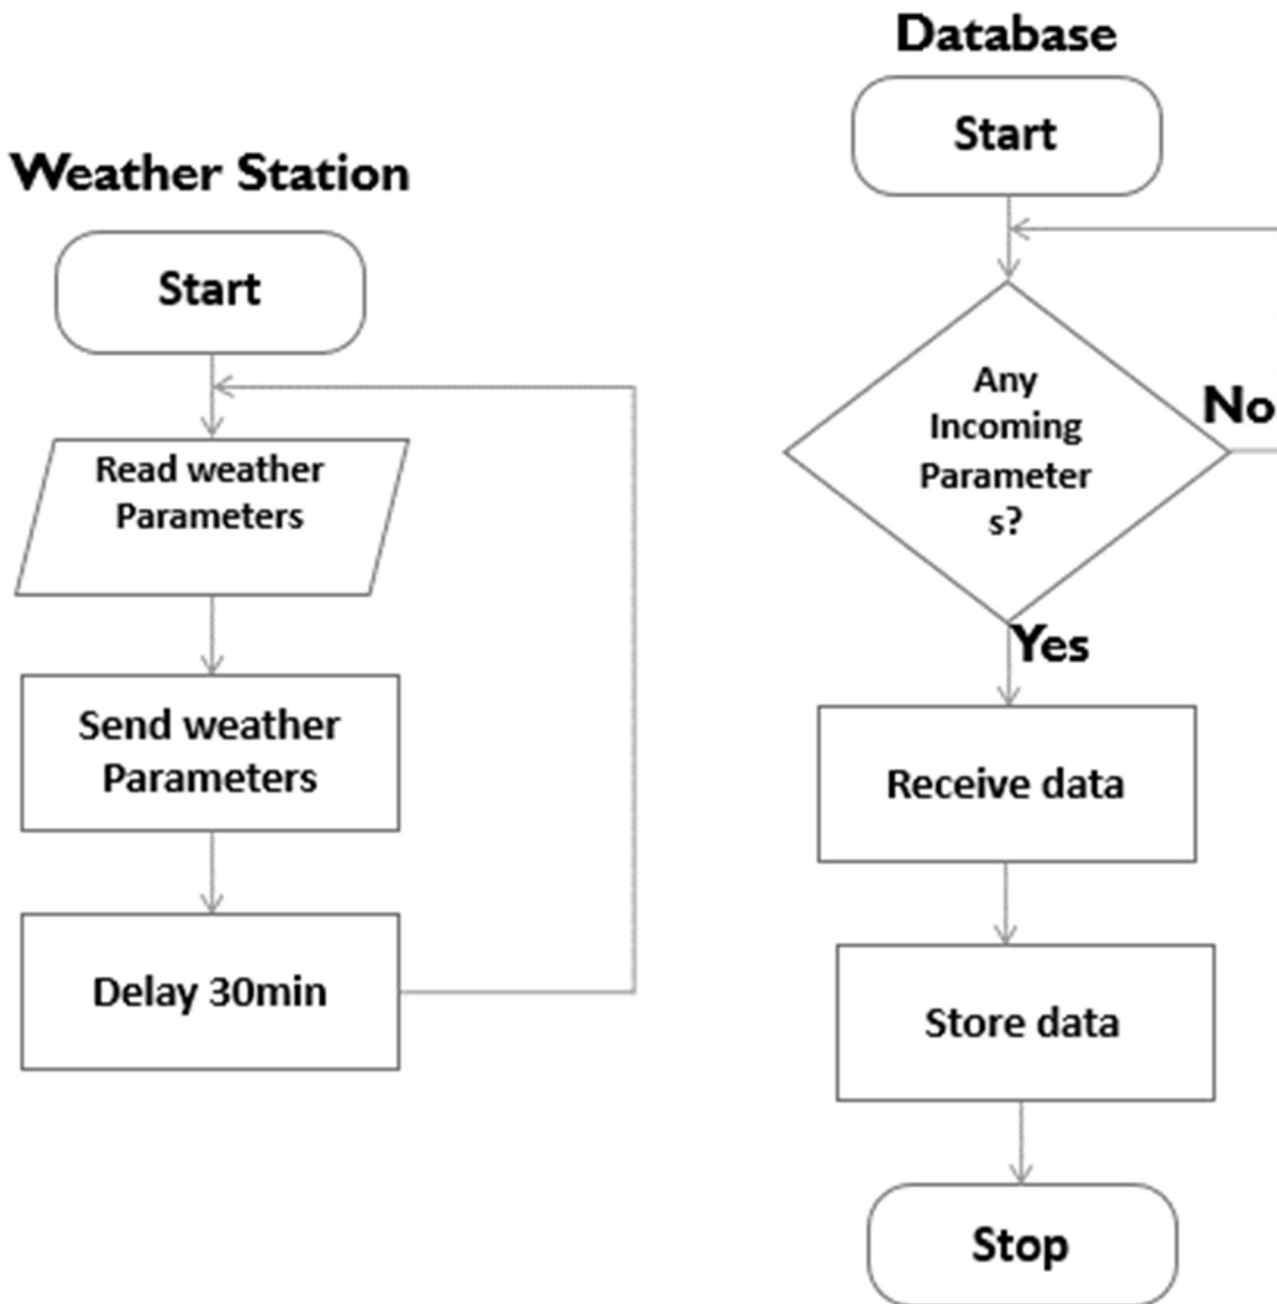 Weather Station
Start
Read weather
Parameters
Send weather
Parameters
Delay 30min
Database
Start
Any
Incoming
Parameter
s?
No
Yes
Receive data
Store data
Stop